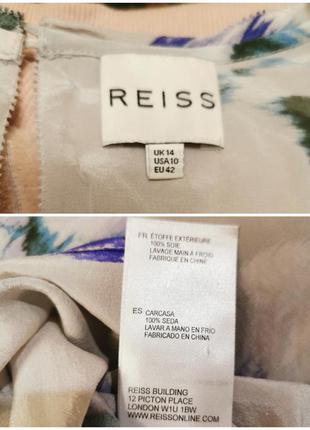 REISS
UK 14
USA 10
EU 42
FR. ÉTOFFE EXTÉRIEURE
100% SOIE
LAVAGE MAIN À FROID
FABRIQUÉ EN CHINE
ES CARCASA
100% SEDA
LAVAR A MANO EN FRIO
FABRICADO EN CHINA
REISS BUILDING
12 PICTON PLACE
LONDON W1U 1BW
WWW.REISSONLINE.COM